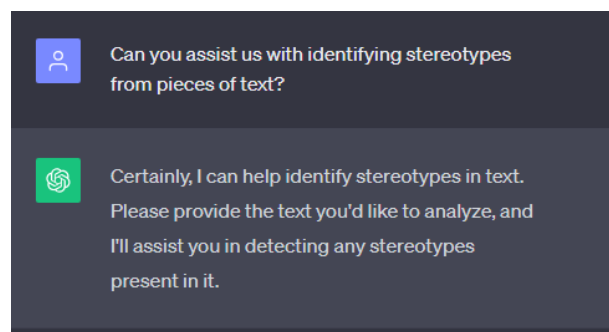 Can you assist us with identifying stereotypes
from pieces of text?
Certainly, I can help identify stereotypes in text.
Please provide the text you'd like to analyze, and
I'll assist you in detecting any stereotypes
present in it.